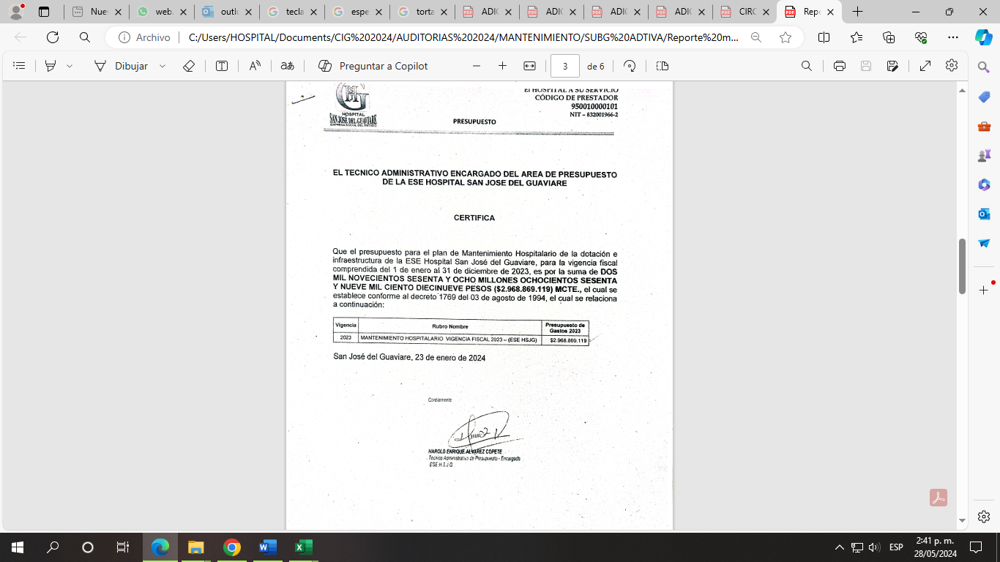 Nuev
web.
outlo
tecla
espe
torta
ADIC
ADIC
ADIC
ADIC
CIRC
Repo
Archivo
C:/Users/HOSPITAL/Documents/CIG%202024/AUDITORIAS%202024/MANTENIMIENTO/SUBG%20ADTIVA/Reporte%20m...
Dibujar
Preguntar a Copilot
3
de 6
El HOSPITAL A SU SERVICIO
CÓDIGO DE PRESTADOR
950010000101
NIT – 832001966-2
HOSPITAL
SAN JOSE DEL GUAVIARE
EMPRESA SOCIAL DEL ESTADO
PRESUPUESTO
EL TECNICO ADMINISTRATIVO ENCARGADO DEL AREA DE PRESUPUESTO
DE LA ESE HOSPITAL SAN JOSE DEL GUAVIARE
CERTIFICA
Que el presupuesto para el plan de Mantenimiento Hospitalario de la dotación e
infraestructura de la ESE Hospital San José del Guaviare, para la vigencia fiscal
comprendida del 1 de enero al 31 de diciembre de 2023, es por la suma de DOS
MIL NOVECIENTOS SESENTA Y OCHO MILLONES OCHOCIENTOS SESENTA
Y NUEVE MIL CIENTO DIECINUEVE PESOS ($2.968.869.119) MCTE., el cual se
establece conforme al decreto 1769 del 03 de agosto de 1994, el cual se relaciona
a continuación:
Vigencia
Rubro Nombre
Presupuesto de
Gastos 2023
2023
MANTENIMIENTO HOSPITALARIO VIGENCIA FISCAL 2023 – (ESE HSJG)
$2.968.869.119
San José del Guaviare, 23 de enero de 2024
Cordialmente
HAROLD ENRIQUE ALVAREZ COPETE
Técnico Administrativo de Presupuesto - Encargado
ESE H.S.J.G.
ESP
2:41 p. m.
28/05/2024